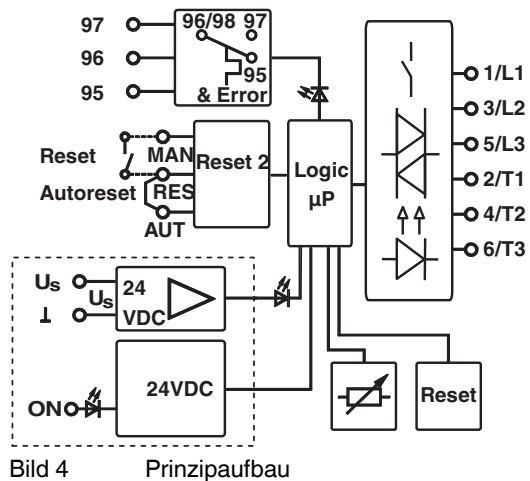 97
96
95
96/98 97
95
& Error
1/L1
3/L2
5/L3
2/T1
4/T2
6/T3
Reset
Autoreset
MAN
RES
AUT
Reset 2
Logic
µP
Us
Us
⊥
24
VDC
ON
24VDC
Reset
Bild 4 Prinzipaufbau